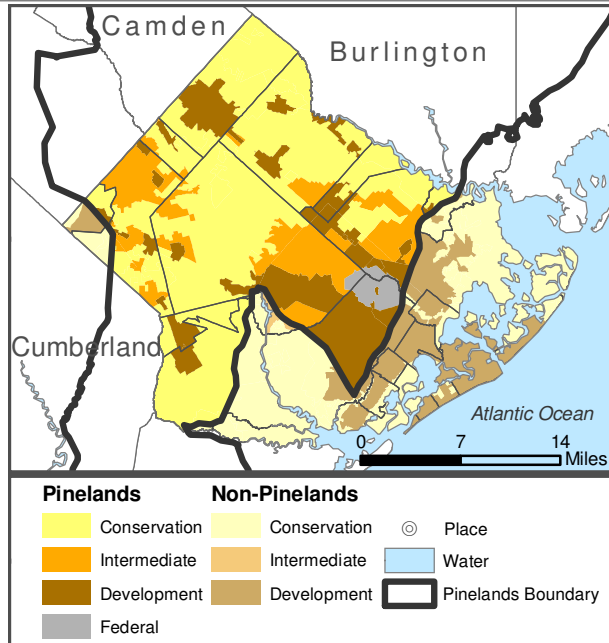 Camden
Burlington
Cumberland
Atlantic Ocean
0 7 14
Miles
Pinelands Non-Pinelands
Conservation Conservation Place
Intermediate Intermediate Water
Development Development Pinelands Boundary
Federal